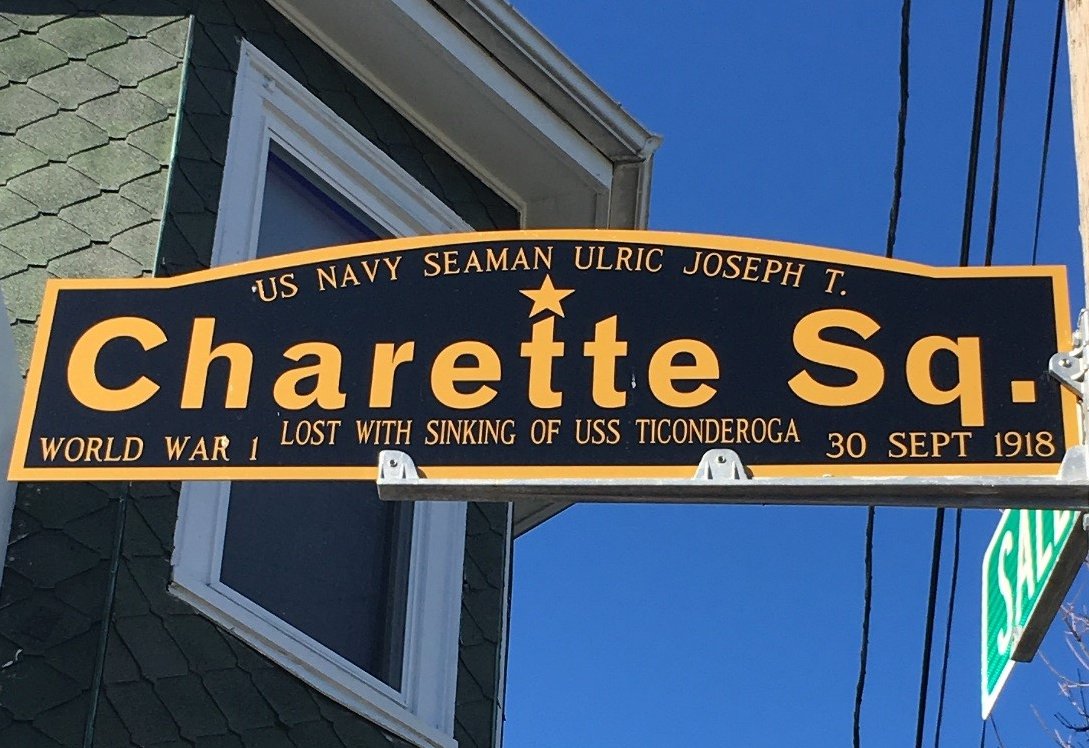 US NAVY SEAMAN ULRIC JOSEPH T.
Charette Sq.
WORLD WAR 1 LOST WITH SINKING OF USS TICONDEROGA 30 SEPT 1918